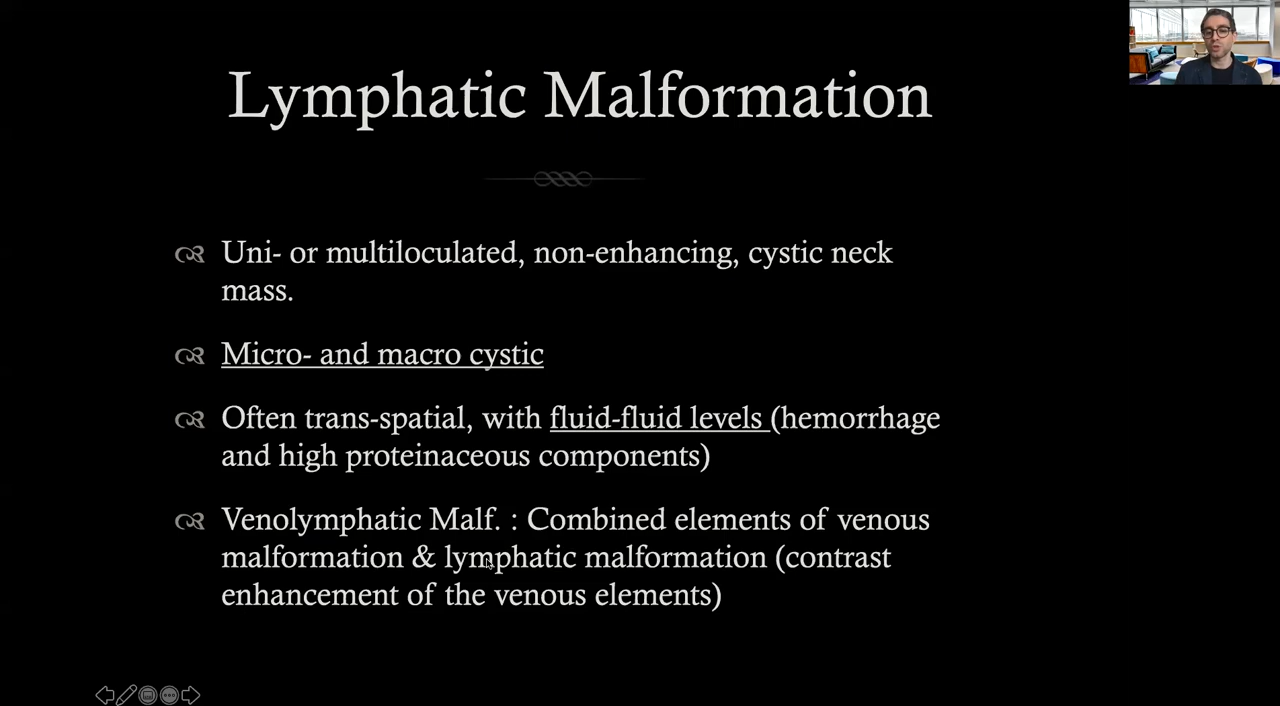 Lymphatic Malformation
Uni- or multiloculated, non-enhancing, cystic neck
mass.
Micro- and macro cystic
Often trans-spatial, with fluid-fluid levels (hemorrhage
and high proteinaceous components)
Venolymphatic Malf. : Combined elements of venous
malformation & lymphatic malformation (contrast
enhancement of the venous elements)